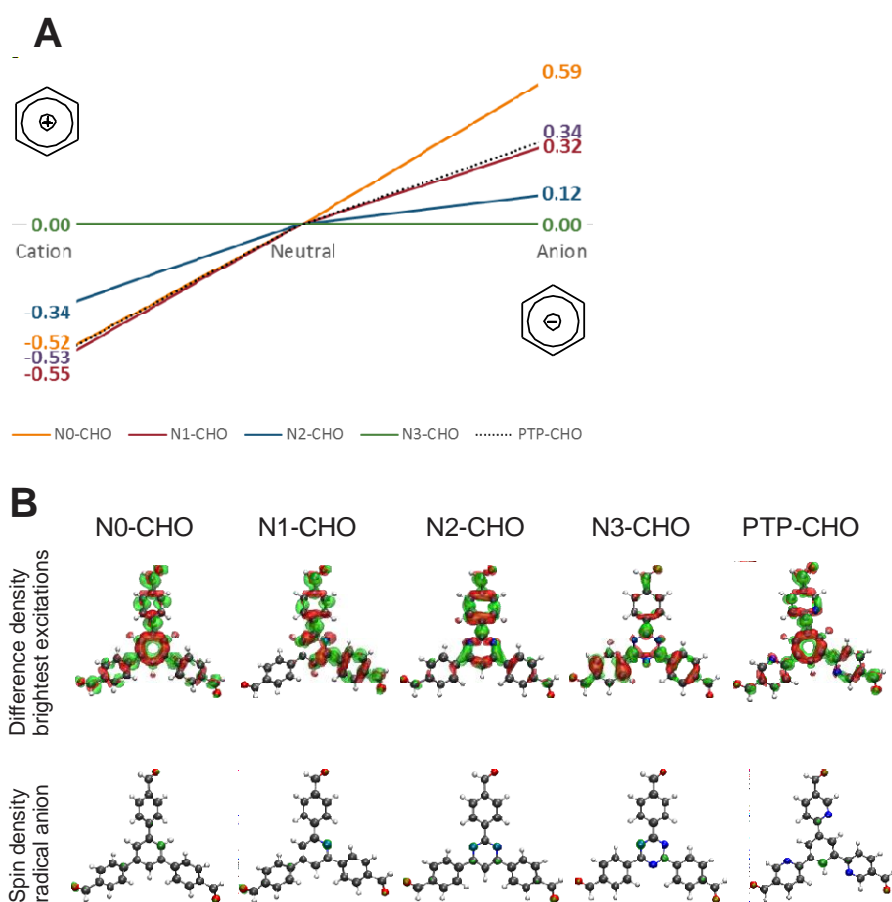 A
0.59
0.34
0.32
0.12
0.00
0.00
Cation
Neutral
Anion
-0.34
-0.52
-0.53
-0.55
N0-CHO
N1-CHO
N2-CHO
N3-CHO
PTP-CHO
B
N0-CHO
N1-CHO
N2-CHO
N3-CHO
PTP-CHO
Difference density
brightest excitations
Spin density
radical anion